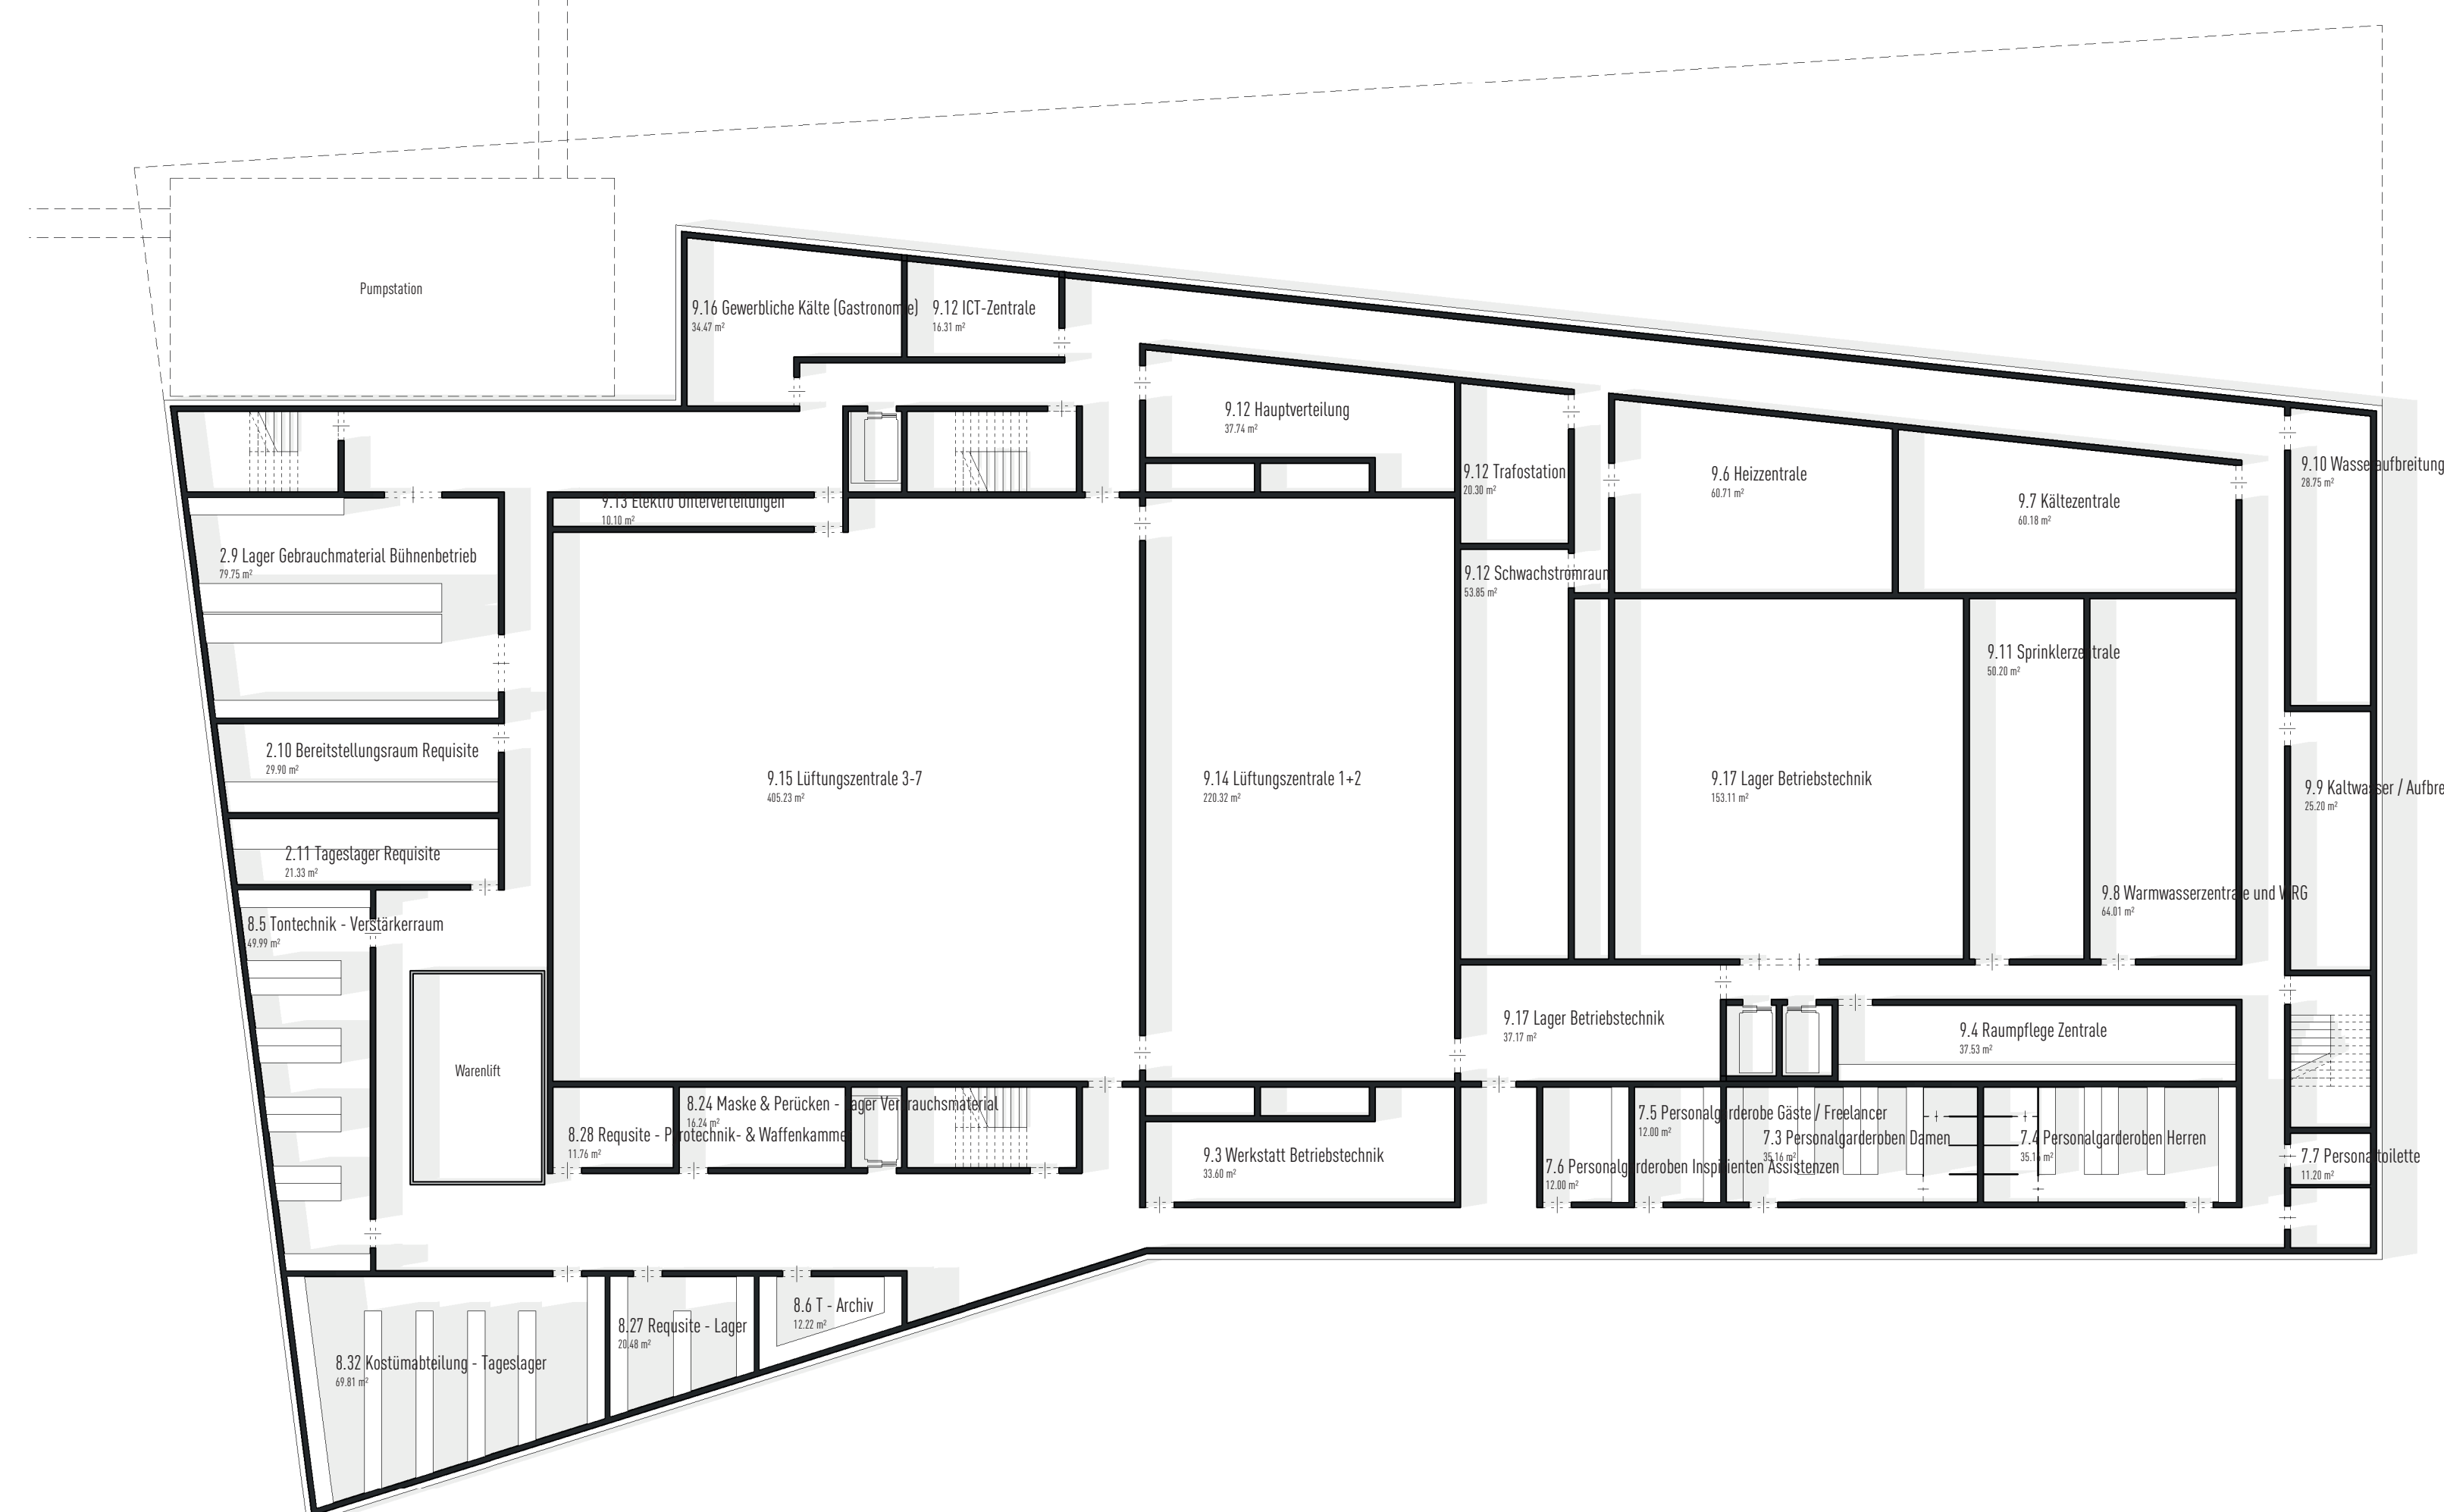 Pumpstation
9.16 Gewerbliche Kälte (Gastronomie)
34.47 m²
9.12 ICT-Zentrale
16.31 m²
9.12 Hauptverteilung
37.74 m²
9.12 Trafostation
20.30 m²
9.6 Heizzentrale
60.71 m²
9.7 Kältezentrale
60.18 m²
9.10 Wasseraufbreitung
28.75 m²
9.13 Elektro Unterverteilungen
10.10 m²
2.9 Lager Gebrauchmaterial Bühnenbetrieb
79.75 m²
9.12 Schwachstromraum
53.85 m²
9.11 Sprinklerzentrale
50.20 m²
2.10 Bereitstellungsraum Requisite
29.90 m²
9.15 Lüftungszentrale 3-7
405.23 m²
9.14 Lüftungszentrale 1+2
220.32 m²
9.17 Lager Betriebstechnik
153.11 m²
9.9 Kaltwasser / Aufbre
25.20 m²
2.11 Tageslager Requisite
21.33 m²
9.8 Warmwasserzentrale und WRG
64.01 m²
8.5 Tontechnik - Verstärkerraum
49.99 m²
Warenlift
9.17 Lager Betriebstechnik
37.17 m²
9.4 Raumpflege Zentrale
37.53 m²
8.24 Maske & Perücken - Lager Verbrauchsmaterial
16.24 m²
8.28 Requsite - Pyrotechnik- & Waffenkammer
11.76 m²
9.3 Werkstatt Betriebstechnik
33.60 m²
7.5 Personalgarderobe Gäste / Freelancer
12.00 m²
7.3 Personalgarderoben Damen
35.16 m²
7.4 Personalgarderoben Herren
35.16 m²
7.6 Personalgarderoben Inspizienten Assistenzen
12.00 m²
7.7 Personaltoilette
11.20 m²
8.6 T - Archiv
12.22 m²
8.27 Requsite - Lager
20.48 m²
8.32 Kostümabteilung - Tageslager
69.81 m²